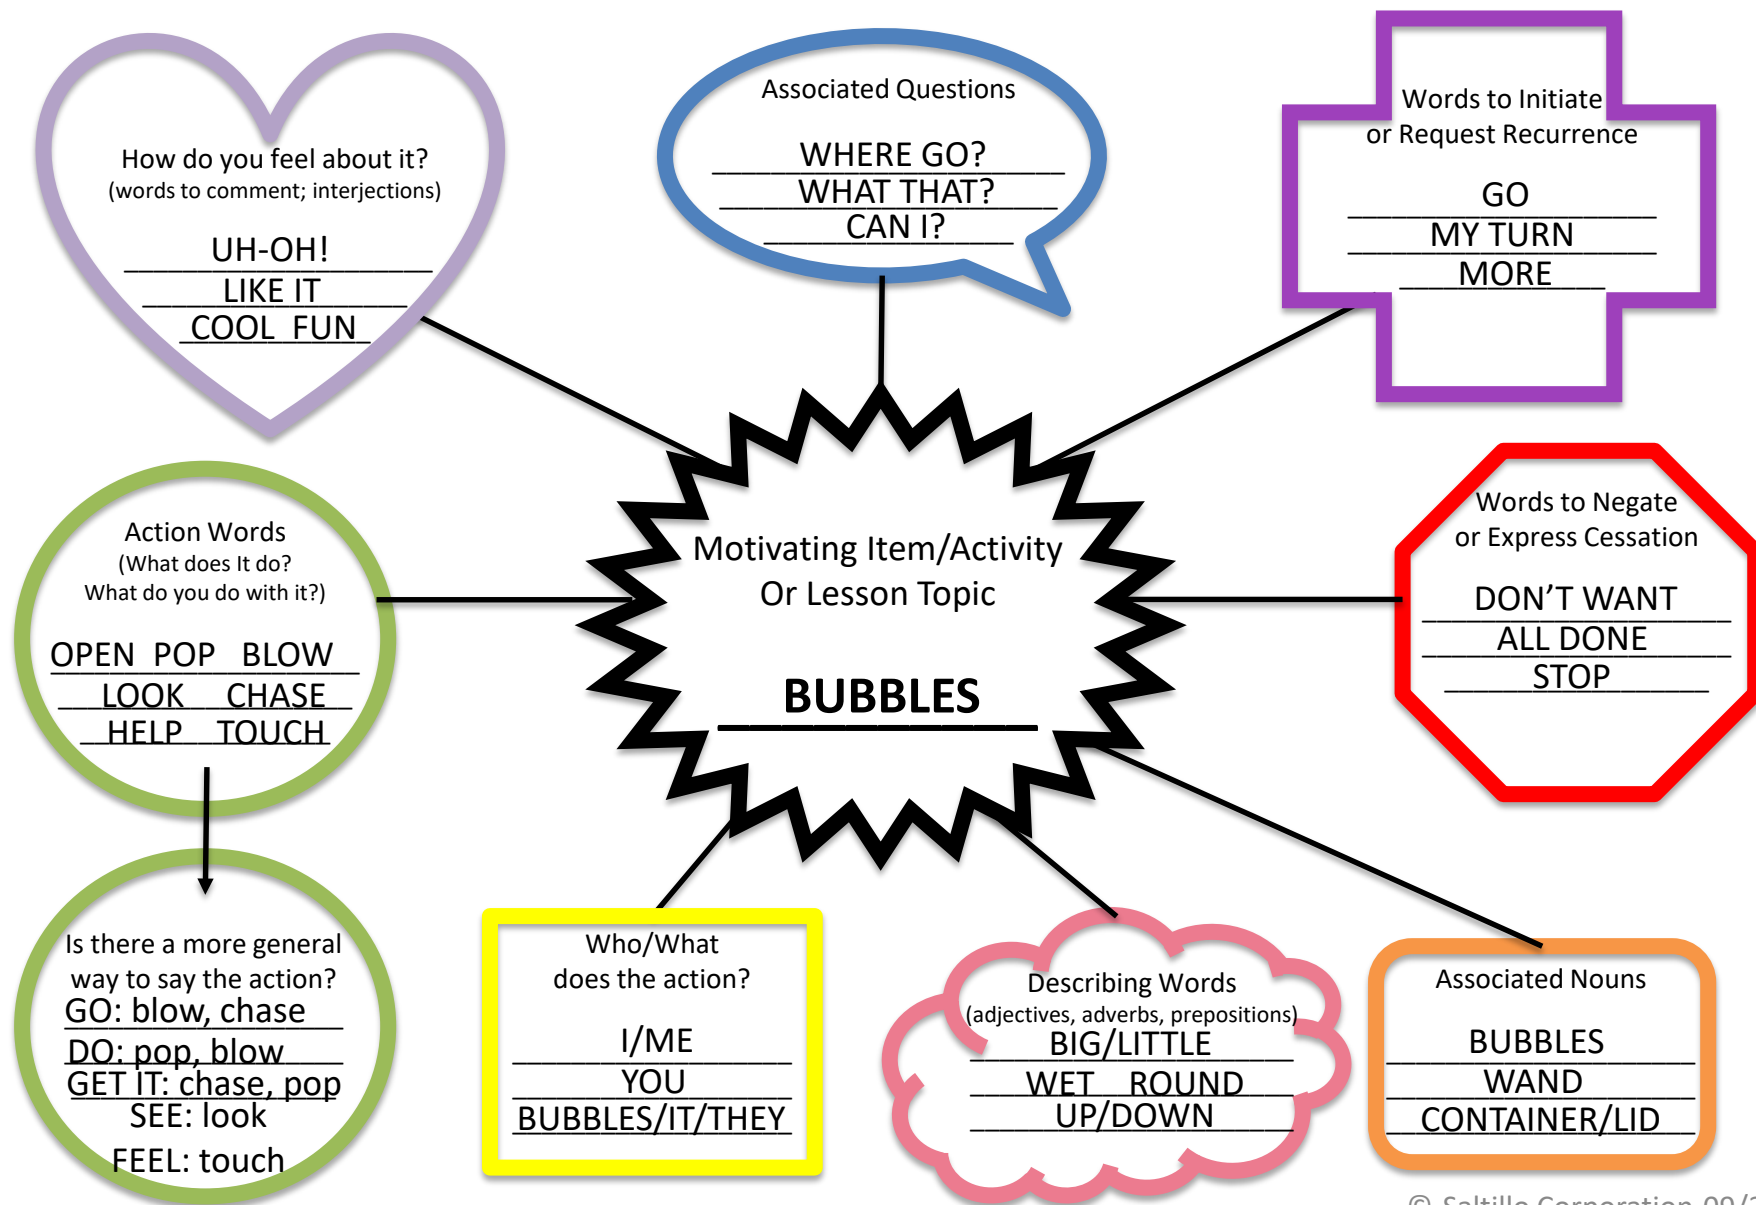 How do you feel about it?
(words to comment; interjections)
UH-OH!
LIKE IT
COOL FUN
Associated Questions
WHERE GO?
WHAT THAT?
CAN I?
Words to Initiate
or Request Recurrence
GO
MY TURN
MORE
Action Words
(What does It do?
What do you do with it?)
OPEN POP BLOW
LOOK CHASE
HELP TOUCH
Motivating Item/Activity
Or Lesson Topic
BUBBLES
Words to Negate
or Express Cessation
DON'T WANT
ALL DONE
STOP
Is there a more general
way to say the action?
GO: blow, chase
DO: pop, blow
GET IT: chase, pop
SEE: look
FEEL: touch
Who/What
does the action?
I/ME
YOU
BUBBLES/IT/THEY
Describing Words
(adjectives, adverbs, prepositions)
BIG/LITTLE
WET ROUND
UP/DOWN
Associated Nouns
BUBBLES
WAND
CONTAINER/LID
© Saltillo Corporation